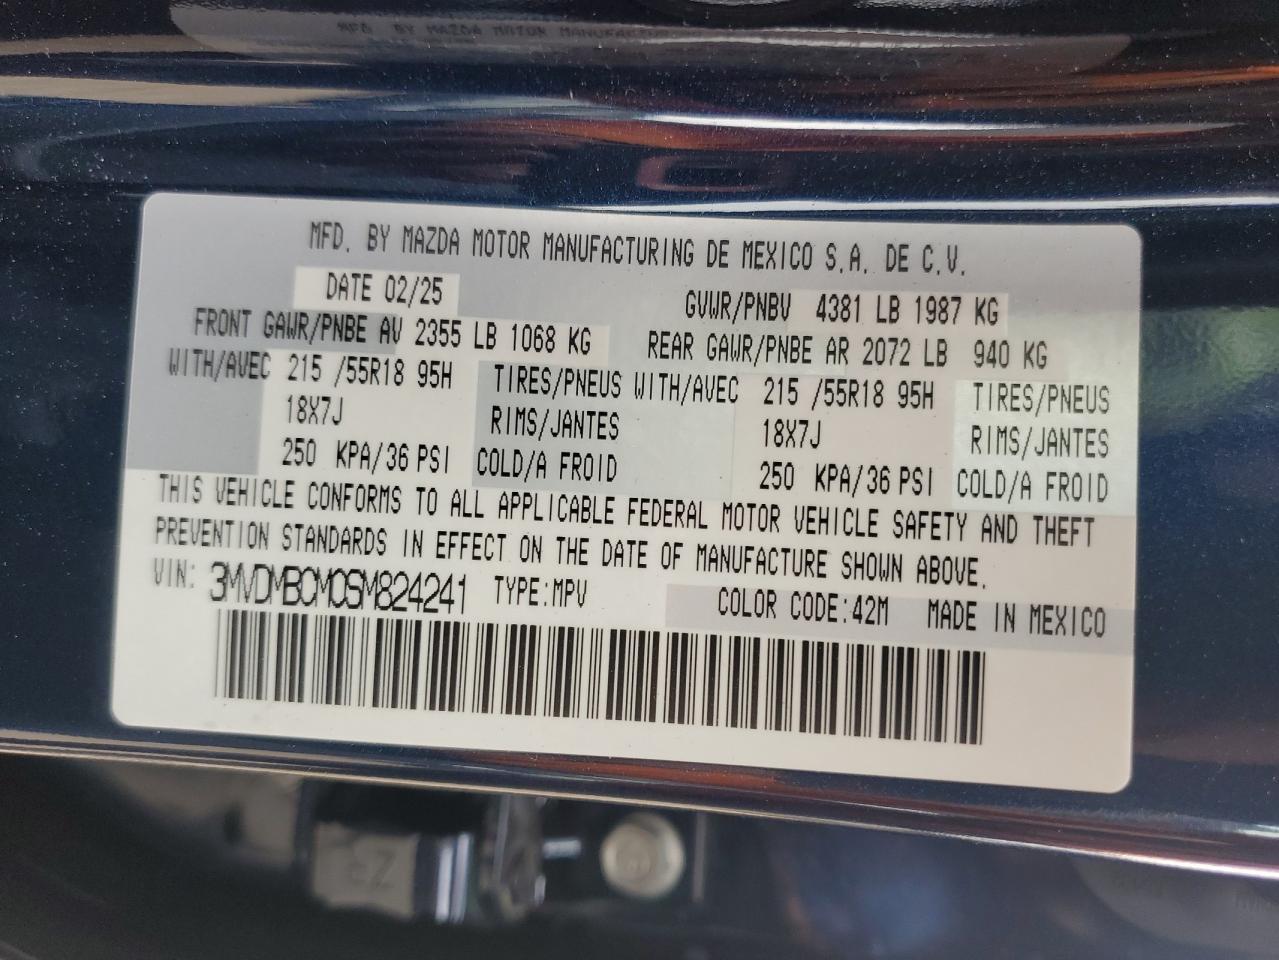 MFD. BY MAZDA MOTOR MANUFACTURING DE MEXICO S.A. DE C.V.
DATE 02/25 GVWR/PNBV 4381 LB 1987 KG
FRONT GAWR/PNBE AV 2355 LB 1068 KG REAR GAWR/PNBE AR 2072 LB 940 KG
WITH/AVEC 215 /55R18 95H TIRES/PNEUS WITH/AVEC 215 /55R18 95H TIRES/PNEUS
18X7J RIMS/JANTES 18X7J RIMS/JANTES
250 KPA/36 PSI COLD/A FROID 250 KPA/36 PSI COLD/A FROID
THIS VEHICLE CONFORMS TO ALL APPLICABLE FEDERAL MOTOR VEHICLE SAFETY AND THEFT
PREVENTION STANDARDS IN EFFECT ON THE DATE OF MANUFACTURE SHOWN ABOVE.
VIN: 3MVDMBCM0SM824241 TYPE:MPV COLOR CODE:42M MADE IN MEXICO